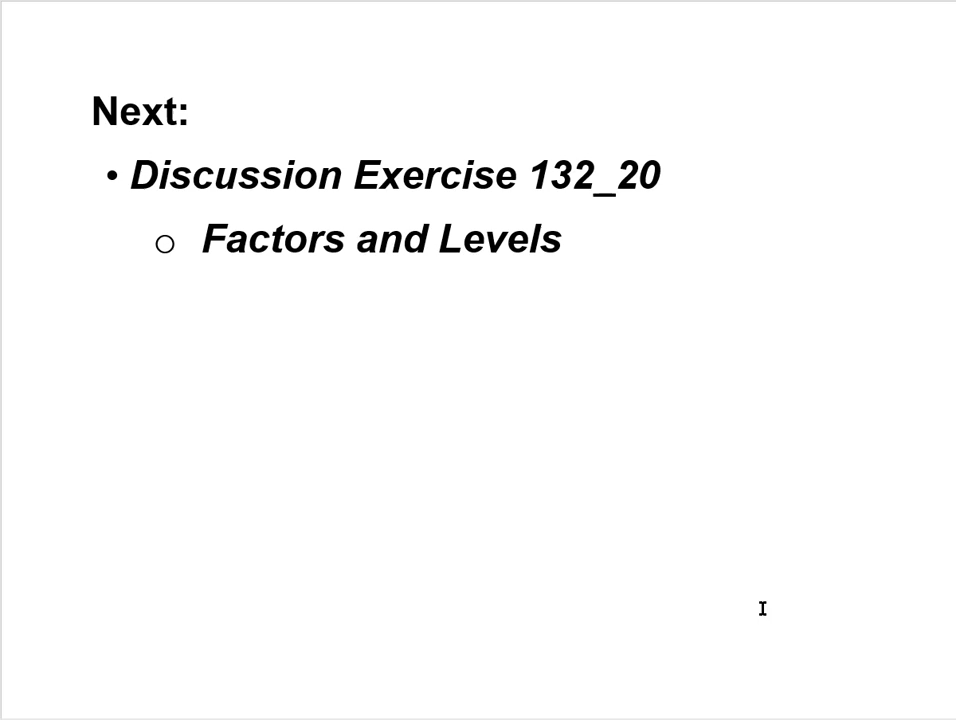 Next:
• Discussion Exercise 132_20
o Factors and Levels